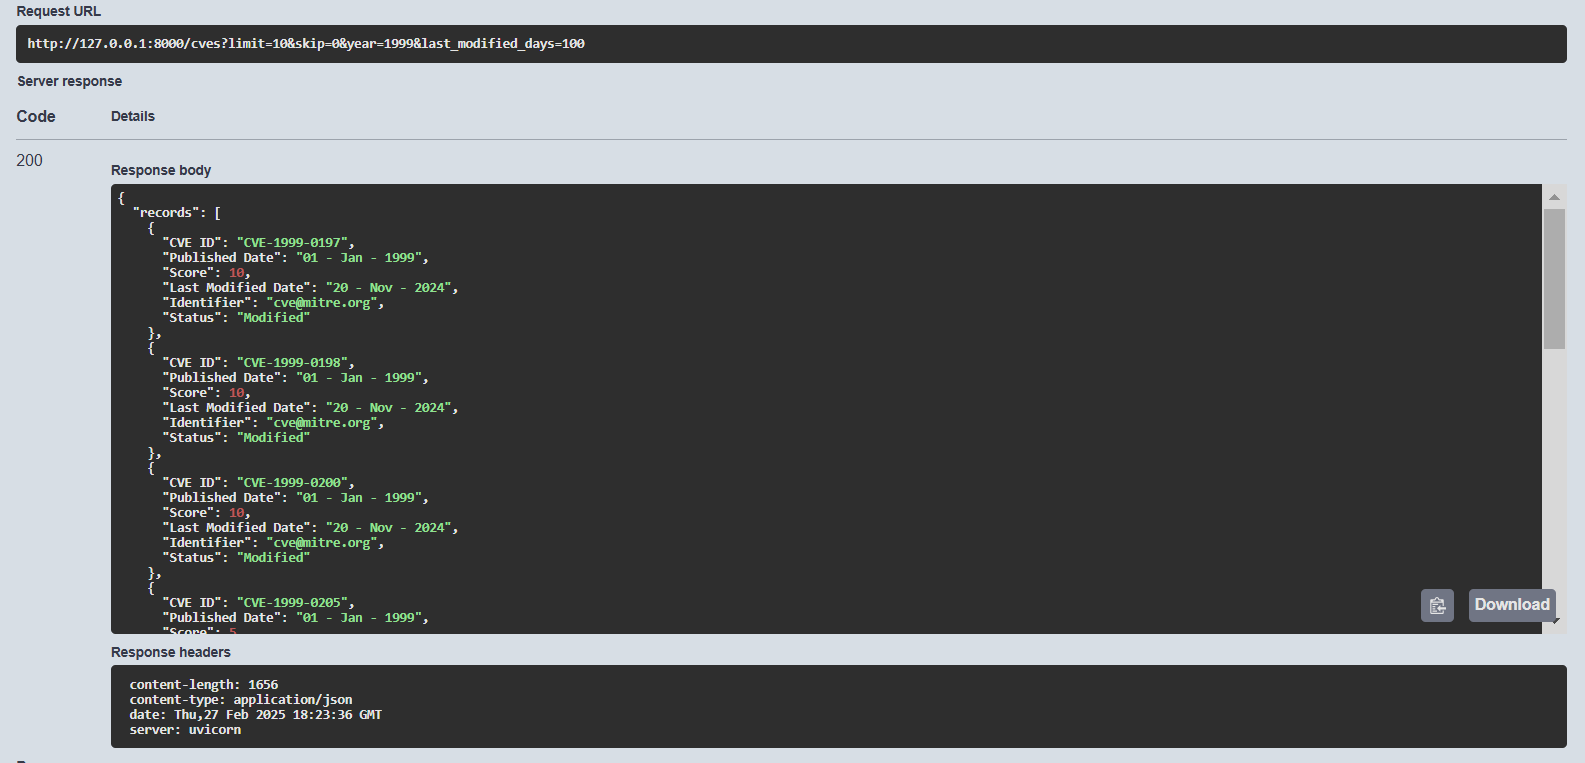 Request URL
http://127.0.0.1:8000/cves?limit=10&skip=0&year=1999&last_modified_days=100
Server response
Code Details
200
Response body
{
"records": [
{
"CVE ID": "CVE-1999-0197",
"Published Date": "01 - Jan - 1999",
"Score": 10,
"Last Modified Date": "20 - Nov - 2024",
"Identifier": "cve@mitre.org",
"Status": "Modified"
},
{
"CVE ID": "CVE-1999-0198",
"Published Date": "01 - Jan - 1999",
"Score": 10,
"Last Modified Date": "20 - Nov - 2024",
"Identifier": "cve@mitre.org",
"Status": "Modified"
},
{
"CVE ID": "CVE-1999-0200",
"Published Date": "01 - Jan - 1999",
"Score": 10,
"Last Modified Date": "20 - Nov - 2024",
"Identifier": "cve@mitre.org",
"Status": "Modified"
},
{
"CVE ID": "CVE-1999-0205",
"Published Date": "01 - Jan - 1999",
"Score": 5
Download
Response headers
content-length: 1656
content-type: application/json
date: Thu,27 Feb 2025 18:23:36 GMT
server: uvicorn